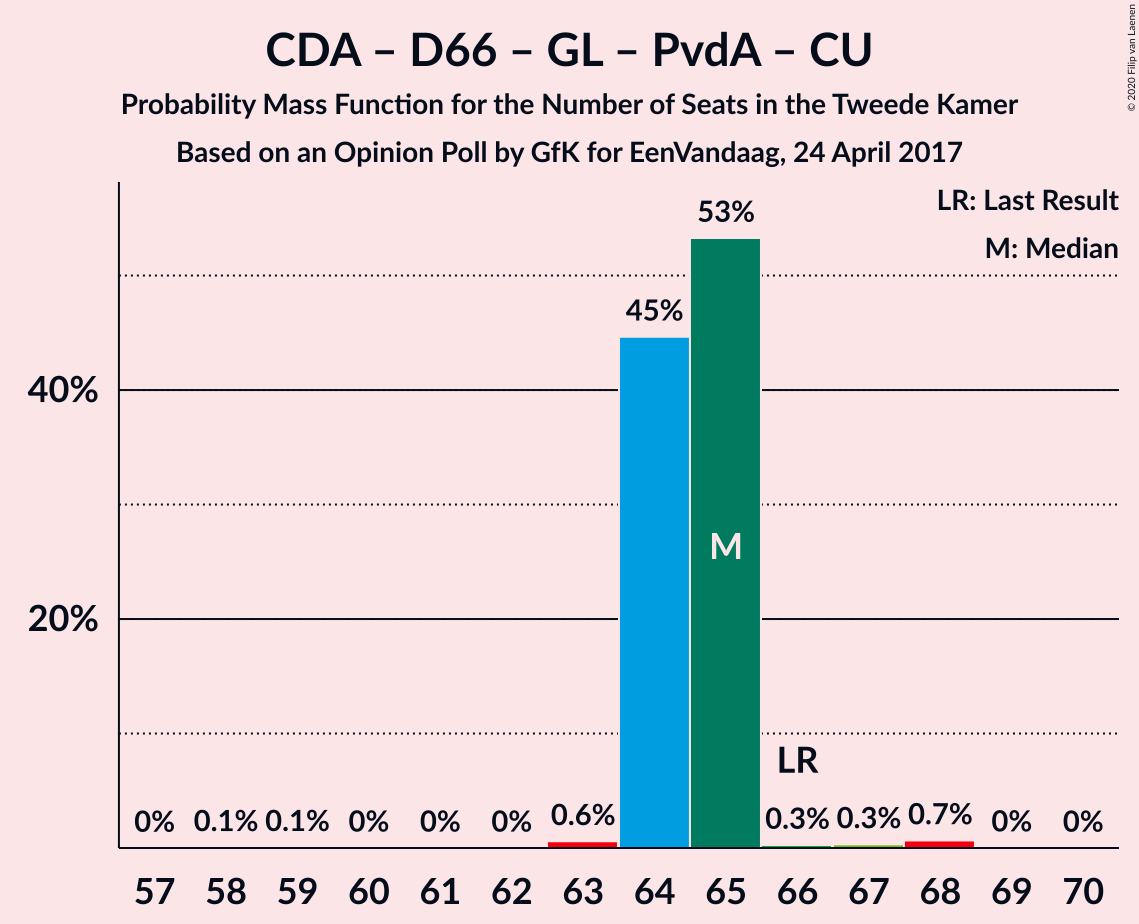 CDA – D66 – GL – PvdA – CU
Probability Mass Function for the Number of Seats in the Tweede Kamer
Based on an Opinion Poll by GfK for EenVandaag, 24 April 2017
© 2020 Filip van Laenen
LR: Last Result
M: Median
53%
45%
40%
M
20%
LR
0% 0.1% 0.1% 0% 0% 0% 0.6% 0.3% 0.3% 0.7% 0% 0%
57 58 59 60 61 62 63 64 65 66 67 68 69 70